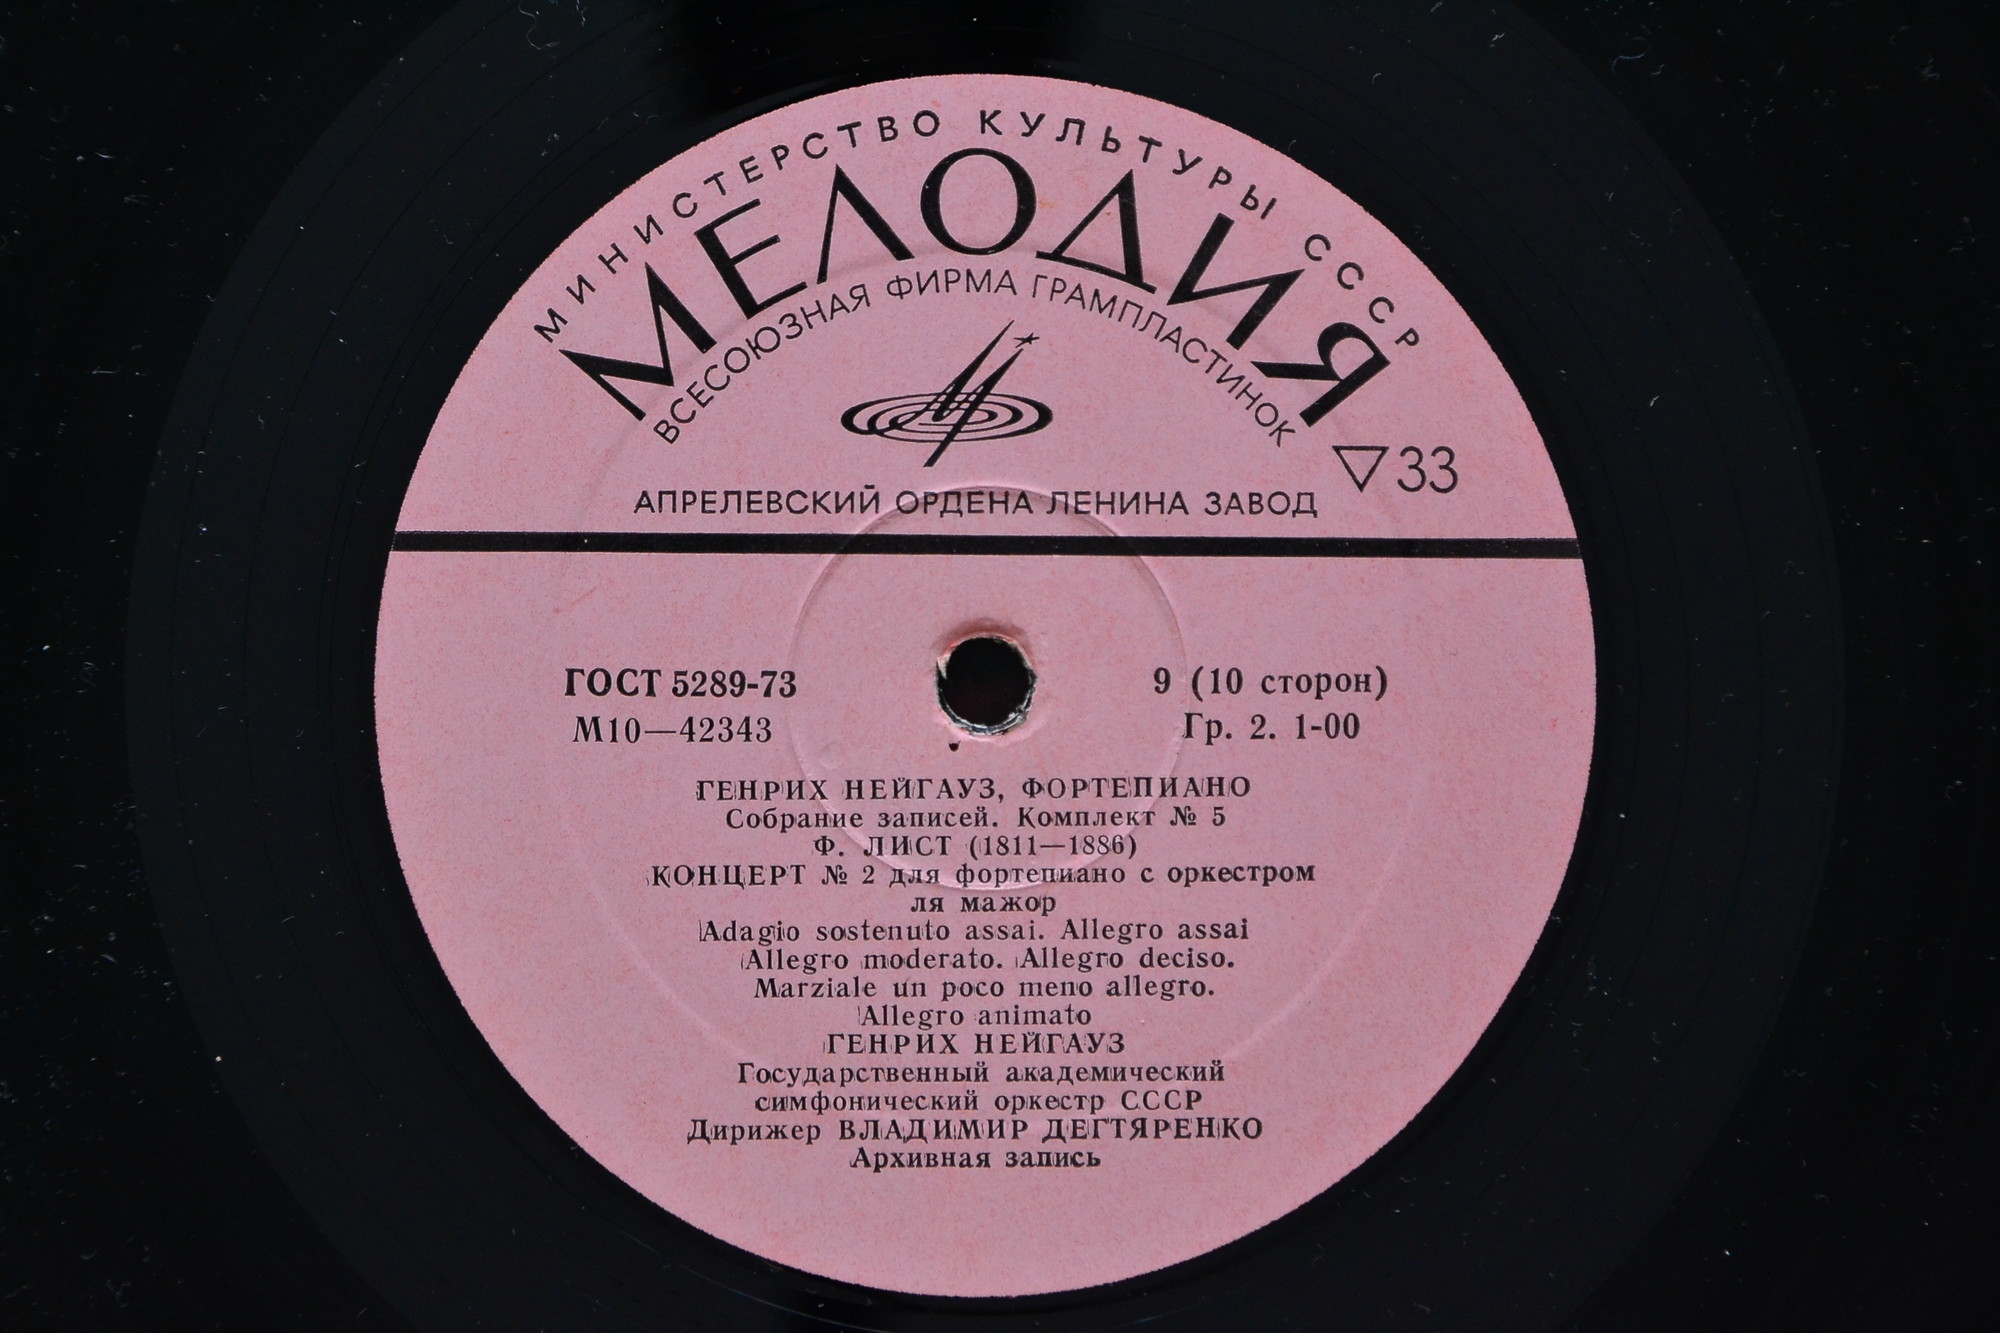 МИНИСТЕРСТВО КУЛЬТУРЫ СССР
МЕЛОДИЯ
ВСЕСОЮЗНАЯ ФИРМА ГРАМПЛАСТИНОК
33
АПРЕЛЕВСКИЙ ОРДЕНА ЛЕНИНА ЗАВОД
ГОСТ 5289-73
М10—42343
9 (10 сторон)
Гр. 2. 1-00
ГЕНРИХ НЕЙГАУЗ, ФОРТЕПИАНО
Собрание записей. Комплект № 5
Ф. ЛИСТ (1811—1886)
КОНЦЕРТ № 2 для фортепиано с оркестром
ля мажор
Adagio sostenuto assai. Allegro assai
Allegro moderato. Allegro deciso.
Marziale un poco meno allegro.
Allegro animato
ГЕНРИХ НЕЙГАУЗ
Государственный академический
симфонический оркестр СССР
Дирижер ВЛАДИМИР ДЕГТЯРЕНКО
Архивная запись